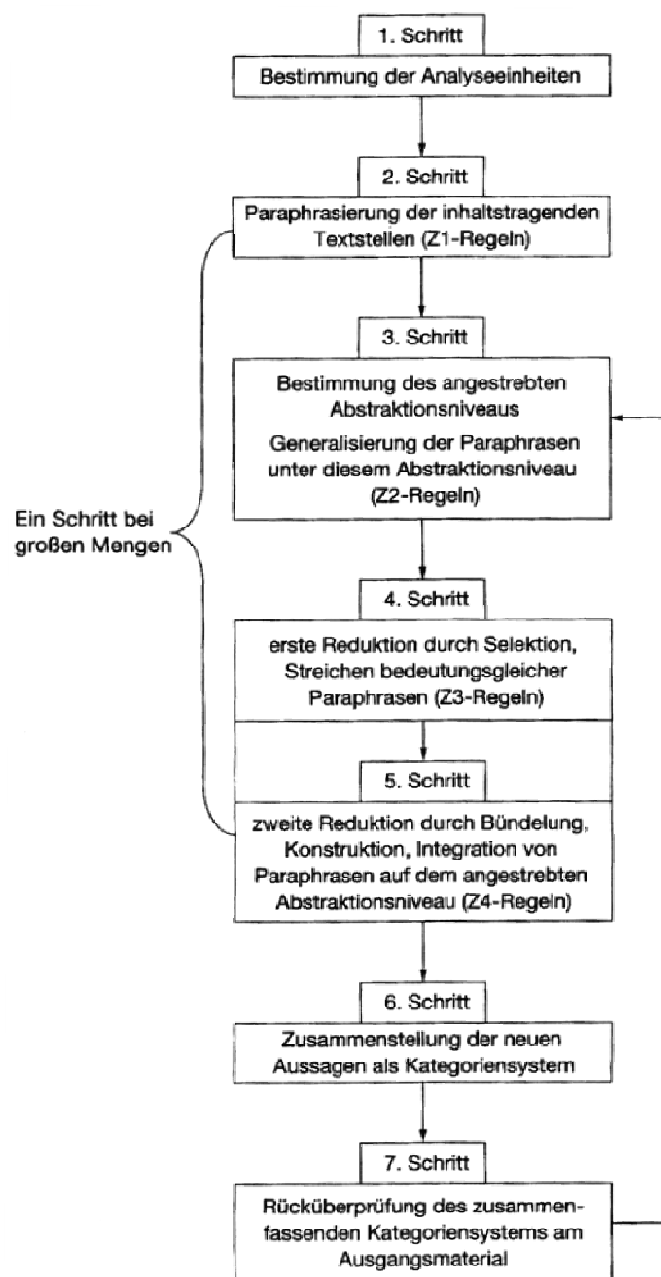 1. Schritt
Bestimmung der Analyseeinheiten
2. Schritt
Paraphrasierung der inhaltstragenden
Textstellen (Z1-Regeln)
3. Schritt
Bestimmung des angestrebten
Abstraktionsniveaus
Generalisierung der Paraphrasen
unter diesem Abstraktionsniveau
(Z2-Regeln)
Ein Schritt bei
großen Mengen
4. Schritt
erste Reduktion durch Selektion,
Streichen bedeutungsgleicher
Paraphrasen (Z3-Regeln)
5. Schritt
zweite Reduktion durch Bündelung,
Konstruktion, Integration von
Paraphrasen auf dem angestrebten
Abstraktionsniveau (Z4-Regeln)
6. Schritt
Zusammenstellung der neuen
Aussagen als Kategoriensystem
7. Schritt
Rücküberprüfung des zusammen-
fassenden Kategoriensystems am
Ausgangsmaterial